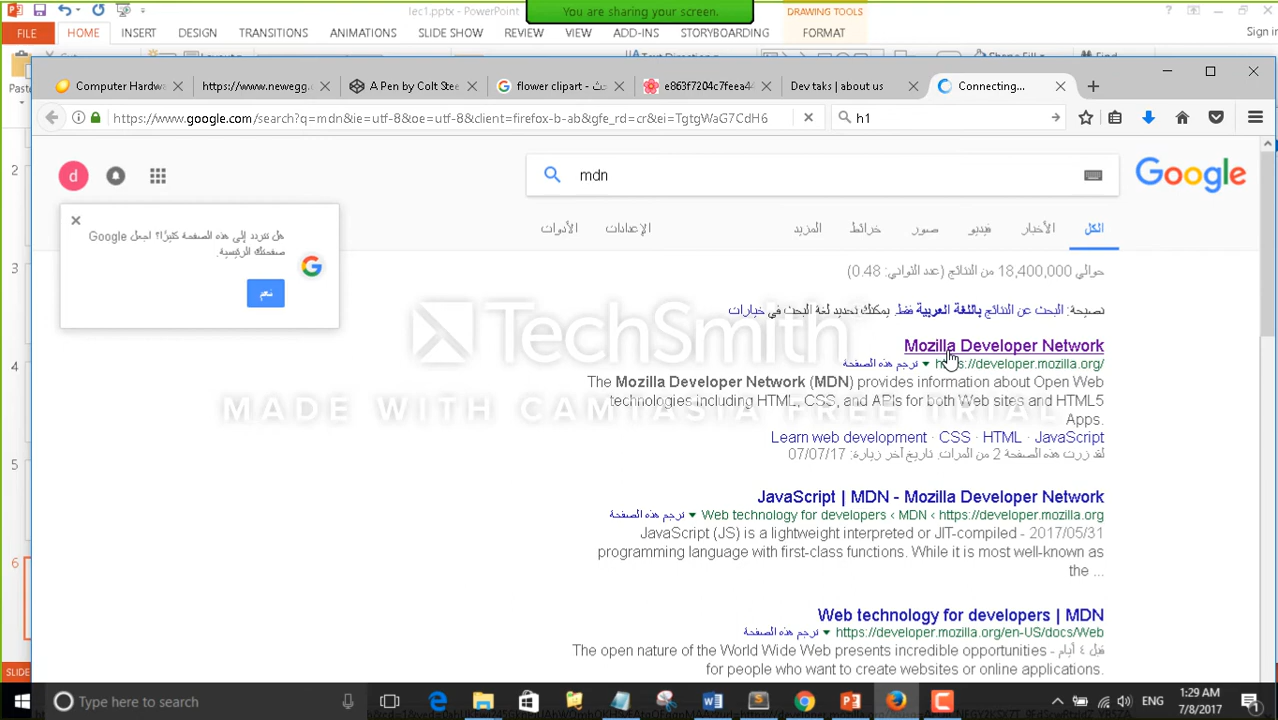 lec1.pptx - PowerPoint
You are sharing your screen.
DRAWING TOOLS
Sign in
FILE
HOME
INSERT
DESIGN
TRANSITIONS
ANIMATIONS
SLIDE SHOW
REVIEW
VIEW
ADD-INS
STORYBOARDING
FORMAT
Paste
Find
Computer Hardw
https://www.newegg.c
A Pen by Colt Ste
flower clipart - بحث
e863f7204c7feea4
Dev taks | about us
Connecting...
https://www.google.com/search?q=mdn&ie=utf-8&oe=utf-8&client=firefox-b-ab&gfe_rd=cr&ei=TgtgWaG7CdH6
h1
d
mdn
Google
الكل
الأخبار
فيديو
صور
خرائط
المزيد
الإعدادات
الأدوات
هل تتردد إلى هذه الصفحة كثيرًا؟ اجعل Google
صفحتك الرئيسية.
نعم
حوالي 18,400,000 من النتائج (عدد الثواني: 0.48)
نصيحة: البحث عن النتائج باللغة العربية فقط. يمكنك تحديد لغة البحث في خيارات
TechSmith
MADE WITH CAMTASIA FREE TRIAL
Mozilla Developer Network
https://developer.mozilla.org/ ترجم هذه الصفحة
The Mozilla Developer Network (MDN) provides information about Open Web
technologies including HTML, CSS, and APIs for both Web sites and HTML5
Apps.
Learn web development · CSS · HTML · JavaScript
لقد زرت هذه الصفحة 2 من المرات. تاريخ آخر زيارة: 07/07/17
JavaScript | MDN - Mozilla Developer Network
ترجم هذه الصفحة Web technology for developers › MDN › https://developer.mozilla.org
JavaScript (JS) is a lightweight interpreted or JIT-compiled - 2017/05/31
programming language with first-class functions. While it is most well-known as
the ...
Web technology for developers | MDN
ترجم هذه الصفحة https://developer.mozilla.org/en-US/docs/Web
The open nature of the World Wide Web presents incredible opportunities - قبل 4 أيام
for people who want to create websites or online applications.
2
3
4
5
6
SLIDE
Type here to search
ENG
1:29 AM
7/8/2017